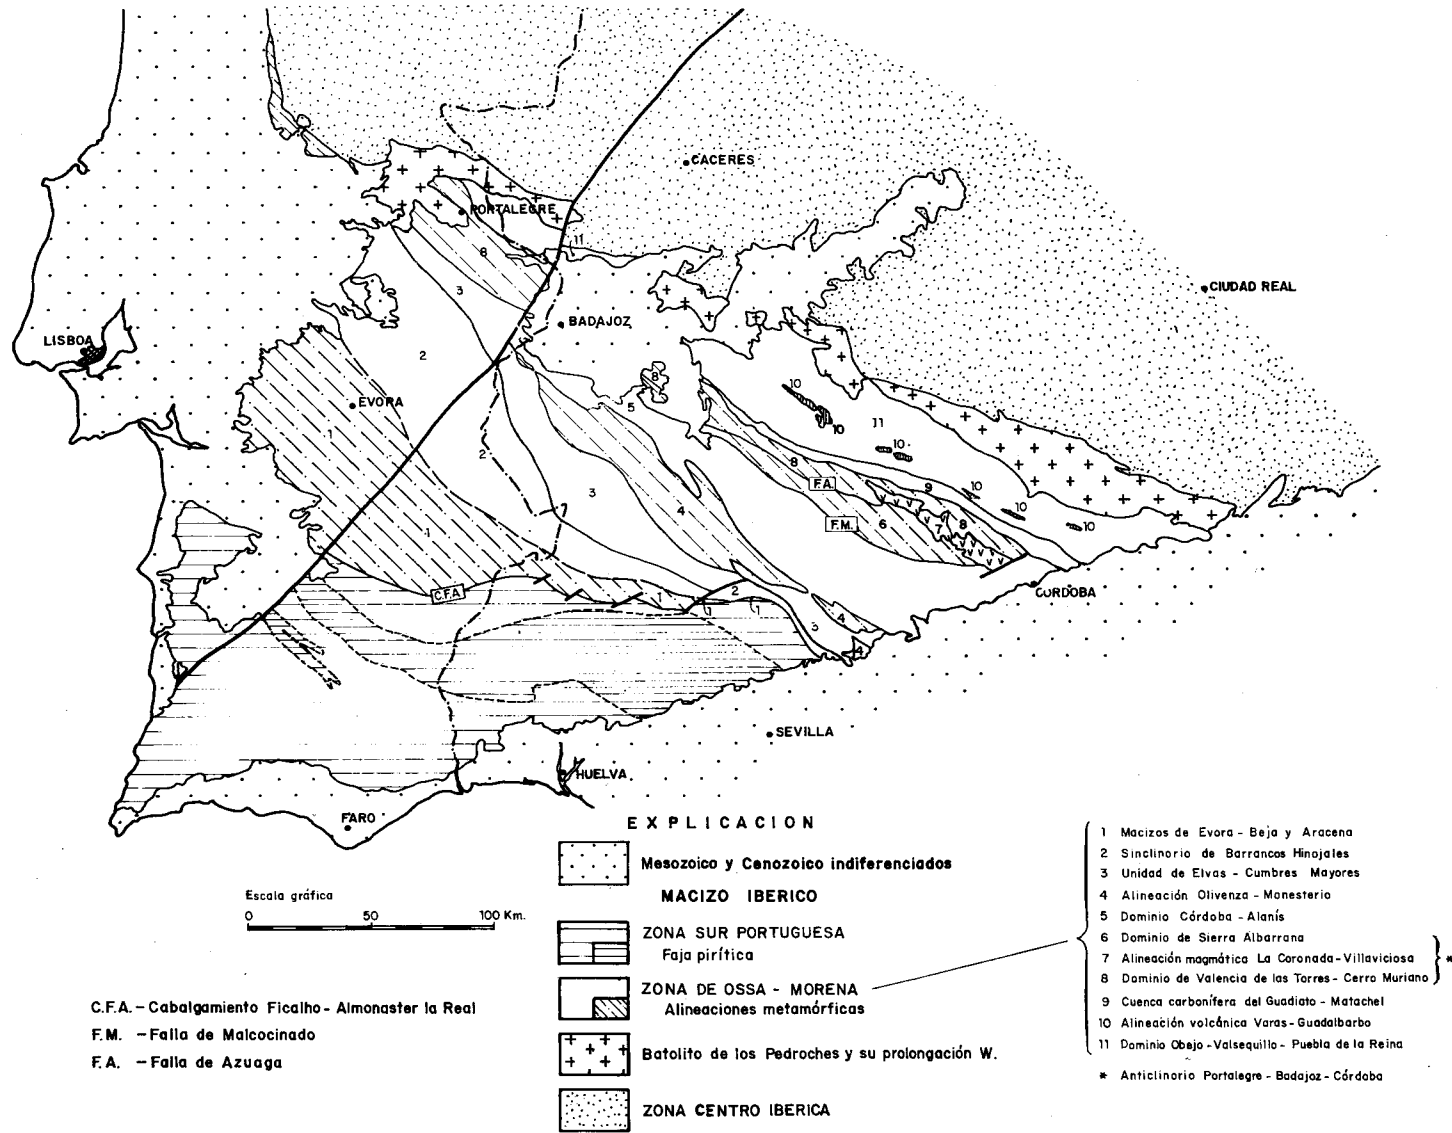 CACERES
PORTALEGRE
11
8
3
CIUDAD REAL
BADAJOZ
LISBOA
2
8
10
EVORA
5
11
10
1
10
2
8
F.A.
9
10
3
4
F.M.
6
10
7
8
10
1
C.F.A.
CORDOBA
1
2
1
1
3
4
4
SEVILLA
HUELVA
FARO
EXPLICACION
Mesozoico y Cenozoico indiferenciados
MACIZO IBERICO
ZONA SUR PORTUGUESA
Faja pirítica
ZONA DE OSSA - MORENA
Alineaciones metamórficas
Batolito de los Pedroches y su prolongación W.
ZONA CENTRO IBERICA
Escala gráfica
0 50 100 Km.
C.F.A. - Cabalgamiento Ficalho - Almonaster la Real
F.M. - Falla de Malcocinado
F.A. - Falla de Azuaga
1 Macizos de Evora - Beja y Aracena
2 Sinclinorio de Barrancos Hinojales
3 Unidad de Elvas - Cumbres Mayores
4 Alineación Olivenza - Monesterio
5 Dominio Córdoba - Alanís
6 Dominio de Sierra Albarrana
7 Alineación magmática La Coronada - Villaviciosa
8 Dominio de Valencia de las Torres - Cerro Muriano
*
9 Cuenca carbonífera del Guadiato - Matachel
10 Alineación volcánica Varas - Guadalbarbo
11 Dominio Obejo - Valsequillo - Puebla de la Reina
* Anticlinorio Portalegre - Badajoz - Córdoba